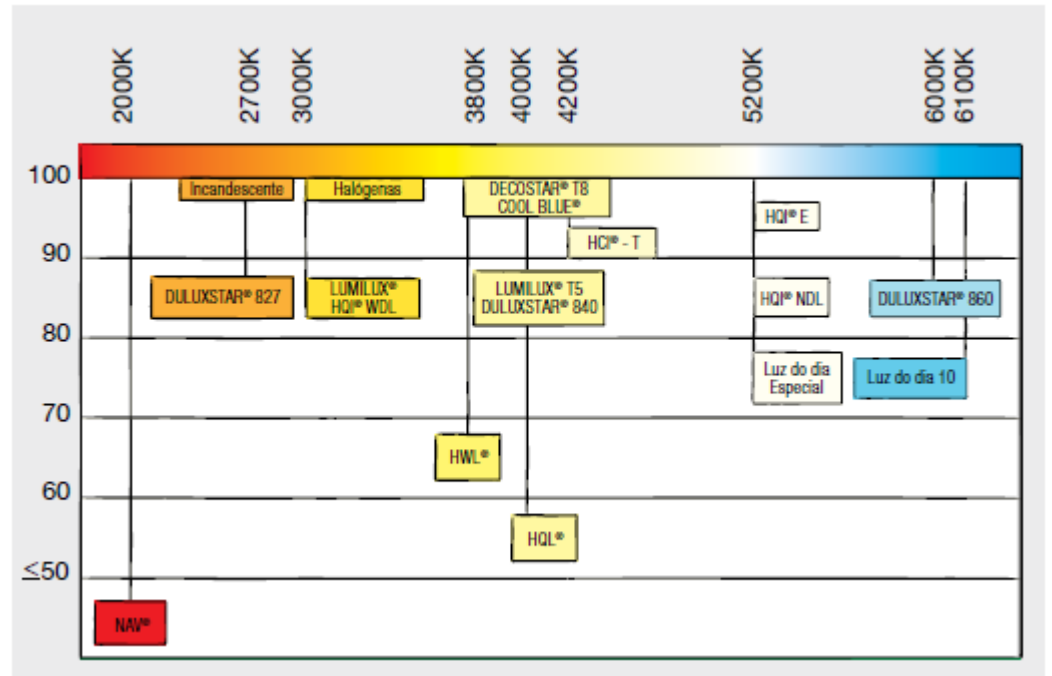 2000K
2700K
3000K
3800K
4000K
4200K
5200K
6000K
6100K
100
Incandescente
Halógenas
DECOSTAR® T8
COOL BLUE®
HQI® E
HCI® - T
90
DULUXSTAR® 827
LUMILUX®
HQI® WDL
LUMILUX® T5
DULUXSTAR® 840
HQI® NDL
DULUXSTAR® 860
80
Luz do dia
Especial
Luz do dia 10
70
HWL®
60
HQL®
≤50
NAV®